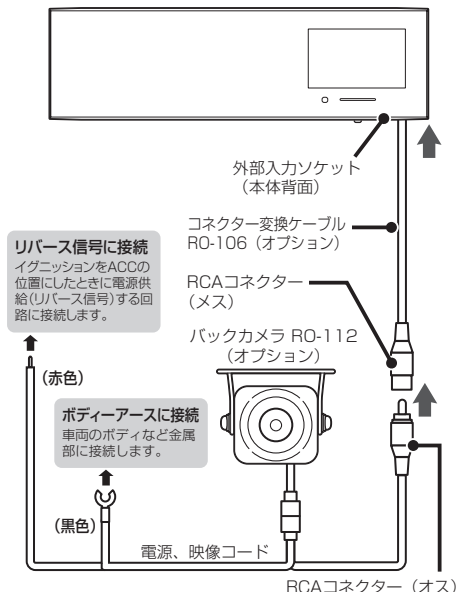 外部入力ソケット
（本体背面）
コネクター変換ケーブル
RO-106（オプション）
リバース信号に接続
イグニッションをACCの
位置にしたときに電源供
給(リバース信号)する回
路に接続します。
RCAコネクター
（メス）
バックカメラ RO-112
（オプション）
(赤色)
ボディーアースに接続
車両のボディなど金属
部に接続します。
(黒色)
電源、映像コード
RCAコネクター（オス）